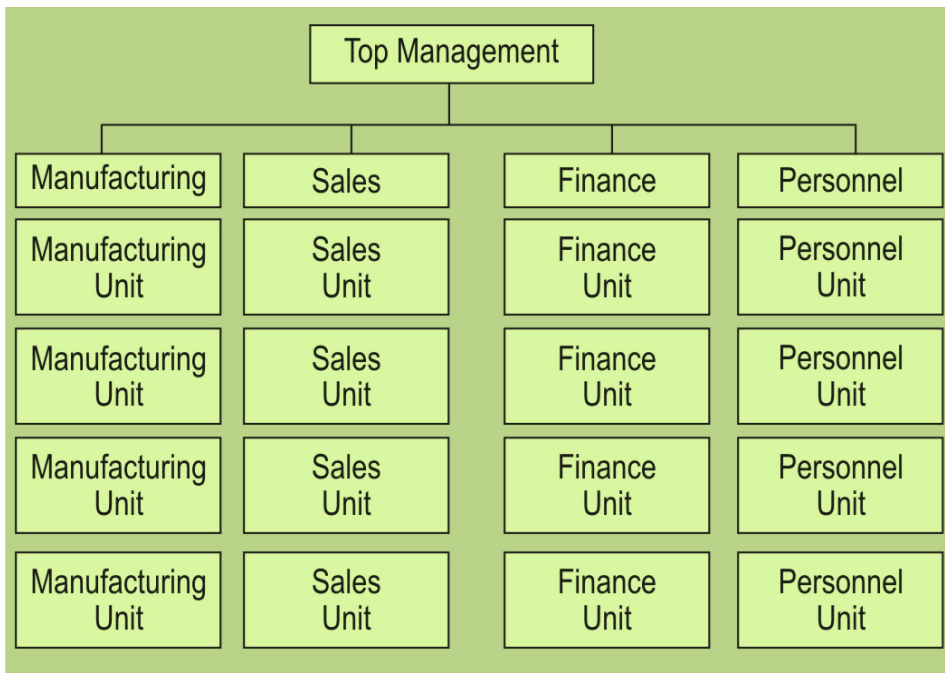 Top Management
Manufacturing
Sales
Finance
Personnel
Manufacturing
Unit
Sales
Unit
Finance
Unit
Personnel
Unit
Manufacturing
Unit
Sales
Unit
Finance
Unit
Personnel
Unit
Manufacturing
Unit
Sales
Unit
Finance
Unit
Personnel
Unit
Manufacturing
Unit
Sales
Unit
Finance
Unit
Personnel
Unit